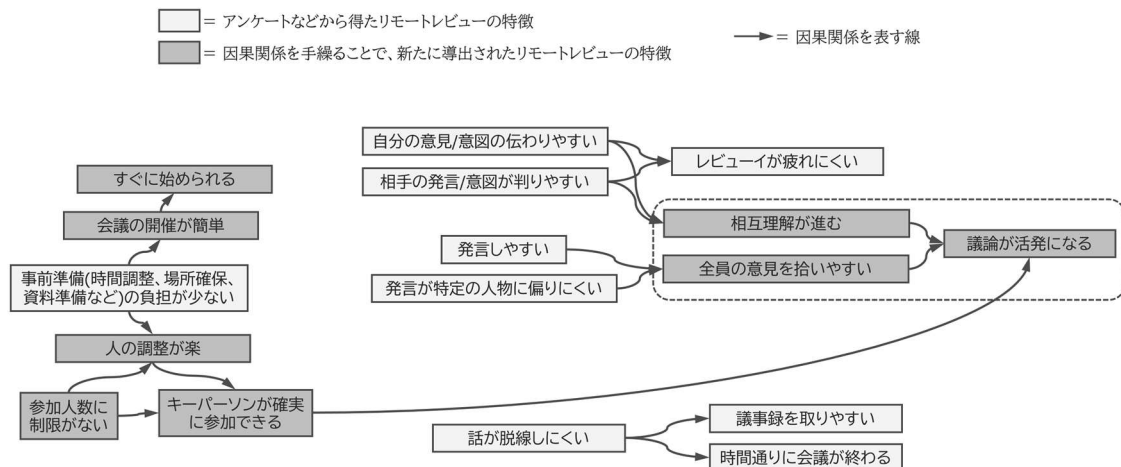 = アンケートなどから得たリモートレビューの特徴
= 因果関係を手繰ることで、新たに導出されたリモートレビューの特徴
= 因果関係を表す線
自分の意見/意図の伝わりやすい
相手の発言/意図が判りやすい
レビューイが疲れにくい
すぐに始められる
会議の開催が簡単
事前準備(時間調整、場所確保、
資料準備など)の負担が少ない
人の調整が楽
参加人数に
制限がない
キーパーソンが確実
に参加できる
発言しやすい
発言が特定の人物に偏りにくい
相互理解が進む
全員の意見を拾いやすい
議論が活発になる
話が脱線しにくい
議事録を取りやすい
時間通りに会議が終わる